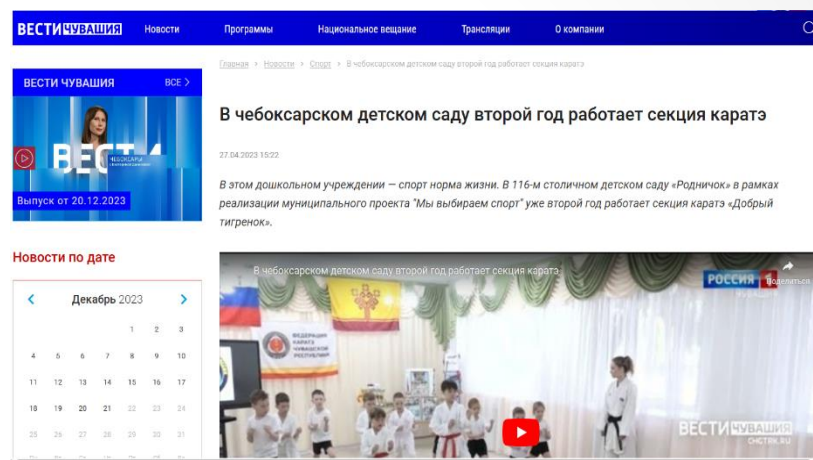 ВЕСТИ ЧУВАШИЯ Новости Программы Национальное вещание Трансляции О компании
Главная > Новости > Спорт > В чебоксарском детском саду второй год работает секция каратэ
ВЕСТИ ЧУВАШИЯ ВСЕ >
ВЕСТИ
ЧЕБОКСАРЫ
Выпуск от 20.12.2023
Новости по дате
< Декабрь 2023 >
1 2 3
4 5 6 7 8 9 10
11 12 13 14 15 16 17
18 19 20 21 22 23 24
25 26 27 28 29 30 31
В чебоксарском детском саду второй год работает секция каратэ
27.04.2023 15:22
В этом дошкольном учреждении — спорт норма жизни. В 116-м столичном детском саду «Родничок» в рамках
реализации муниципального проекта "Мы выбираем спорт" уже второй год работает секция каратэ «Добрый
тигренок».
В чебоксарском детском саду второй год работает секция каратэ
Поделиться
РОССИЯ 1
ФЕДЕРАЦИЯ
КАРАТЭ
ЧУВАШСКОЙ
РЕСПУБЛИКИ
ВЕСТИ ЧУВАШИЯ
CHGTRK.RU